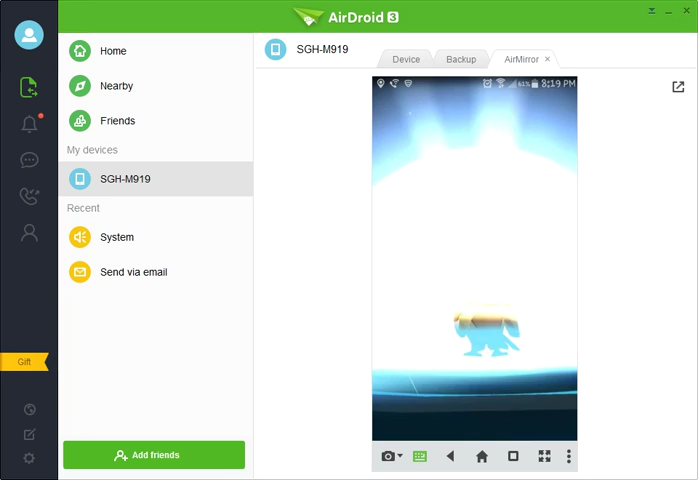 AirDroid 3
SGH-M919
Device
Backup
AirMirror
Home
Nearby
Friends
My devices
SGH-M919
Recent
System
Send via email
Gift
Add friends
61%
8:19 PM